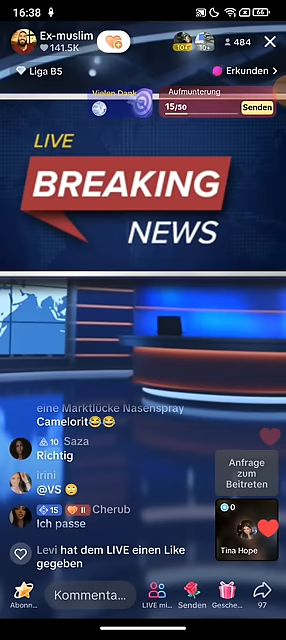 16:38
66
Ex-muslim
141.5K
10+
10+
484
Liga B5
Erkunden >
Vielen Dank
Aufmunterung
15/50
Senden
LIVE
BREAKING
NEWS
eine Marktlücke Nasenspray
Camelorit😂😂
10 Saza
Richtig
irini
@VS 🙄
15 II Cherub
Ich passe
Levi hat dem LIVE einen Like
gegeben
Anfrage
zum
Beitreten
0
Tina Hope
Kommenta...
Abonn...
LIVE mi...
Senden
Gesche...
97